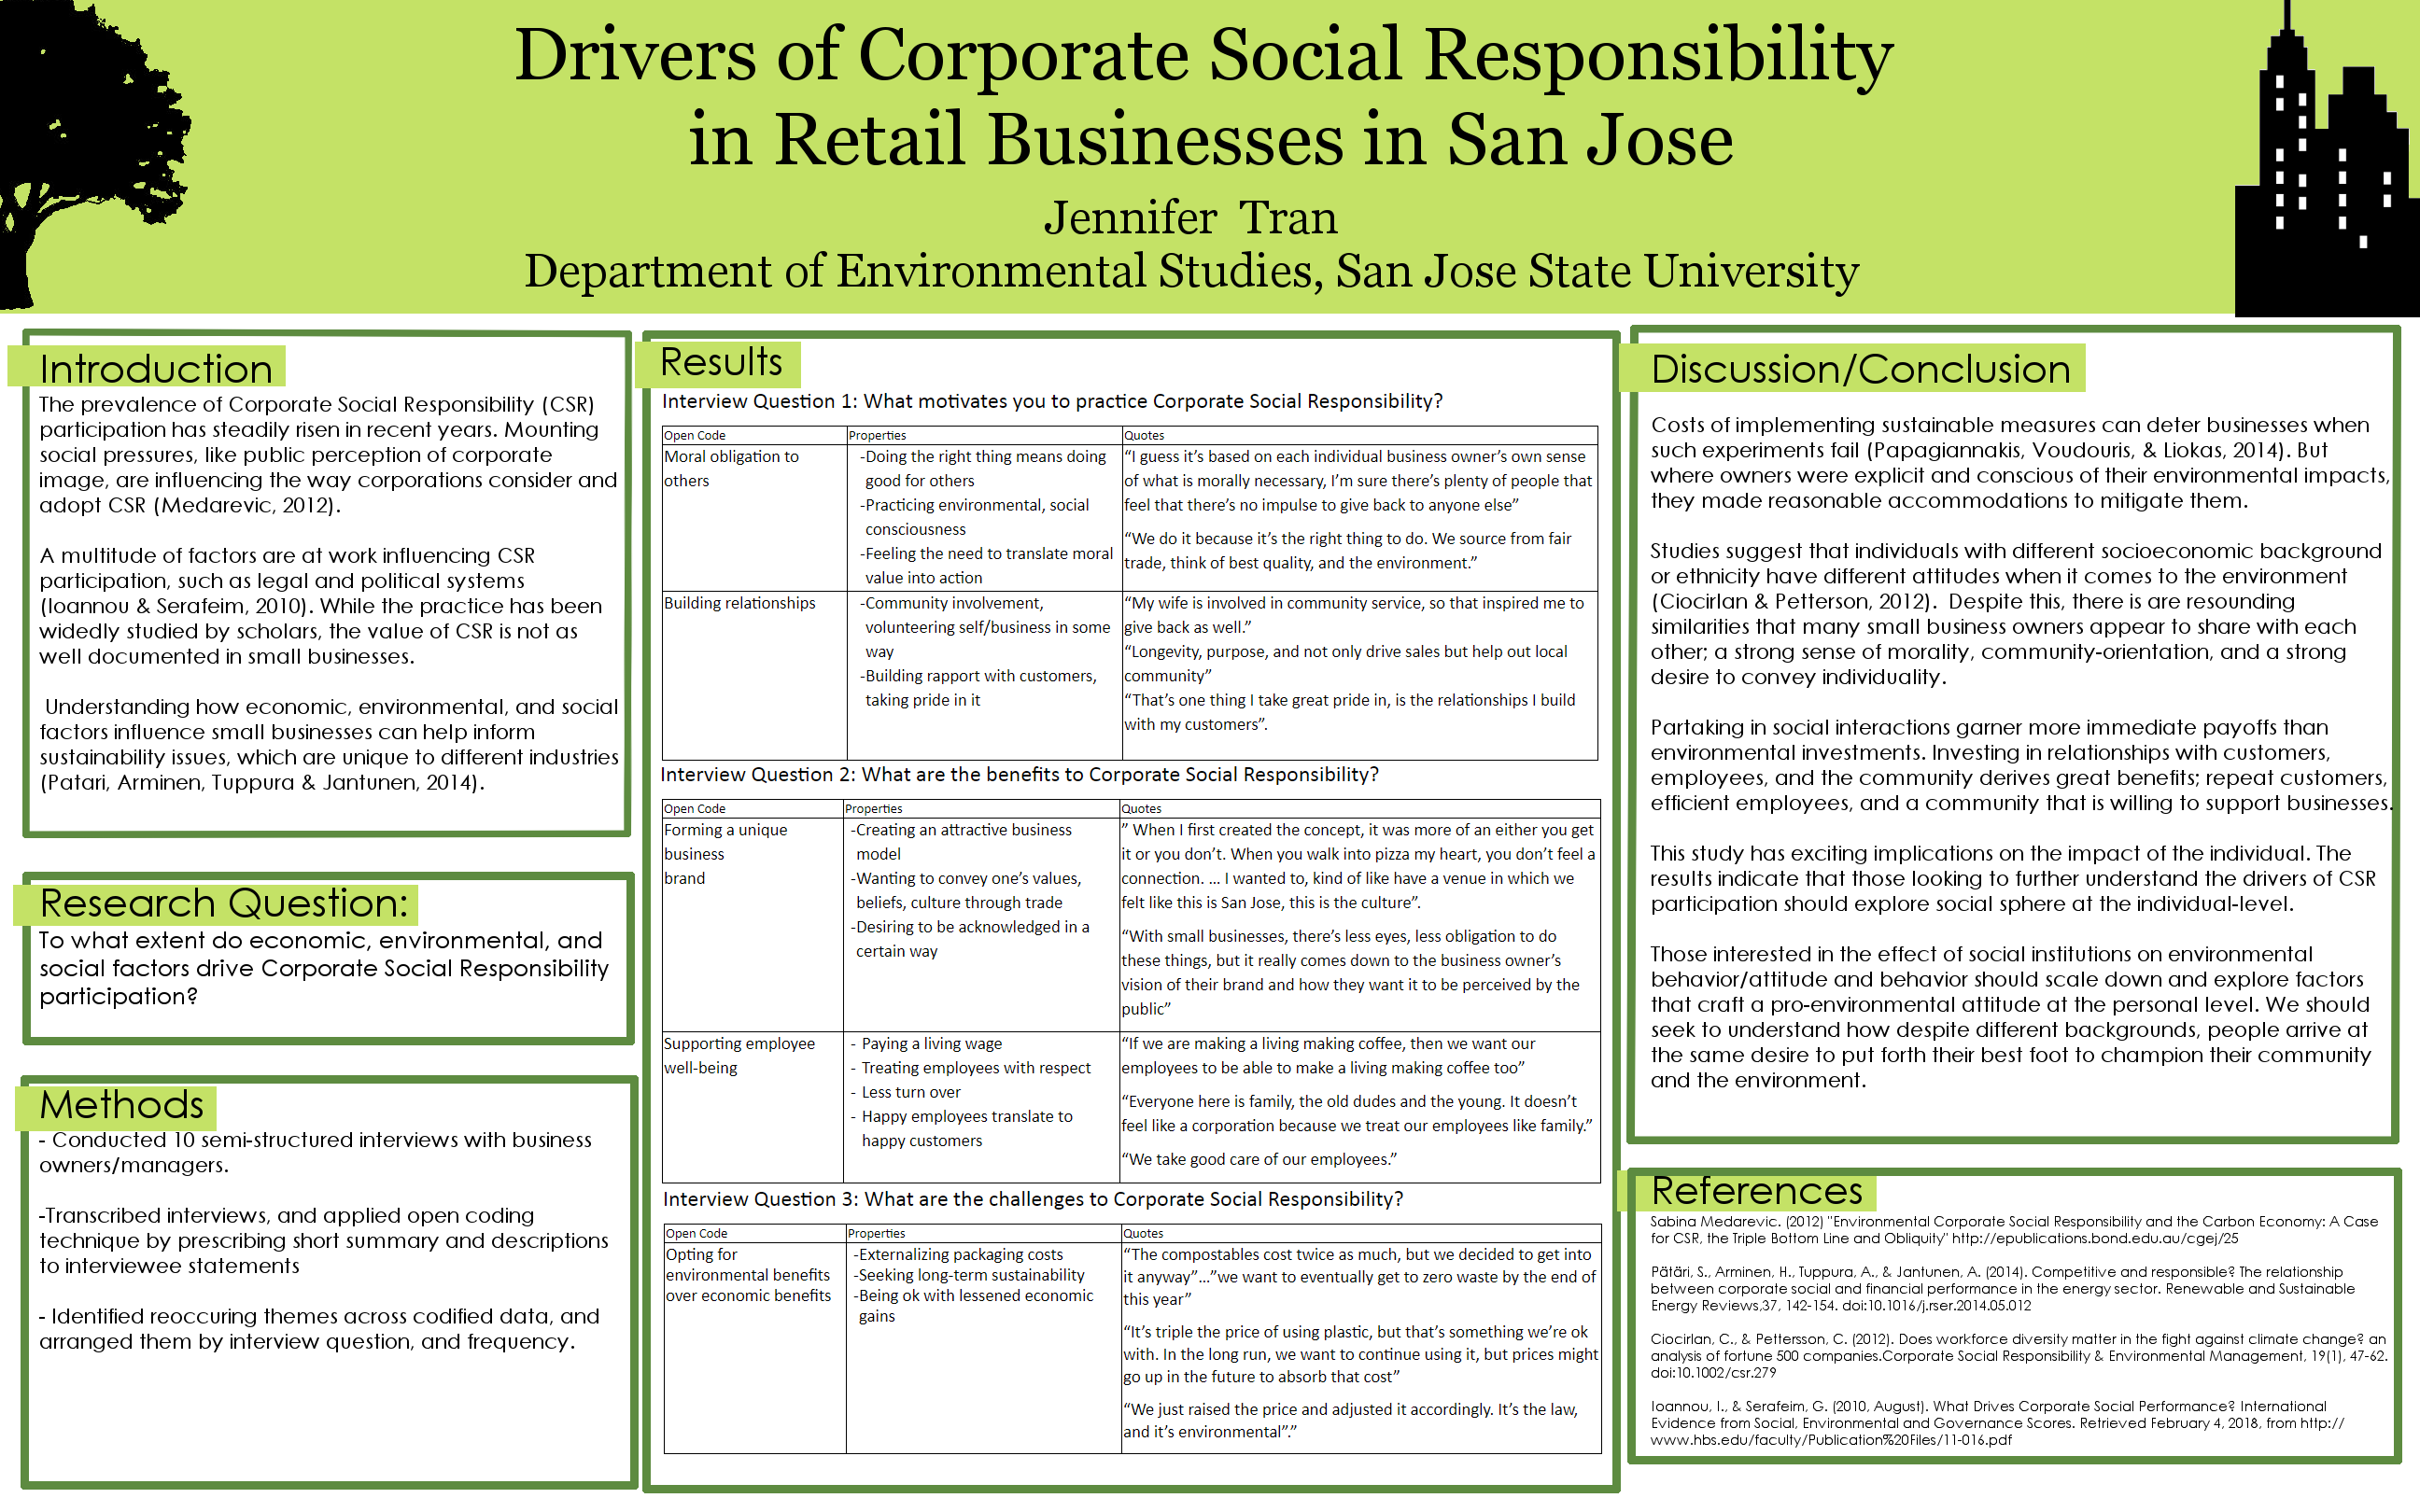 Drivers of Corporate Social Responsibility
in Retail Businesses in San Jose
Jennifer Tran
Department of Environmental Studies, San Jose State University
Introduction
The prevalence of Corporate Social Responsibility (CSR)
participation has steadily risen in recent years. Mounting
social pressures, like public perception of corporate
image, are influencing the way corporations consider and
adopt CSR (Medarevic, 2012).
A multitude of factors are at work influencing CSR
participation, such as legal and political systems
(Ioannou & Serafeim, 2010). While the practice has been
widedly studied by scholars, the value of CSR is not as
well documented in small businesses.
Understanding how economic, environmental, and social
factors influence small businesses can help inform
sustainability issues, which are unique to different industries
(Patari, Arminen, Tuppura & Jantunen, 2014).
Research Question:
To what extent do economic, environmental, and
social factors drive Corporate Social Responsibility
participation?
Methods
- Conducted 10 semi-structured interviews with business
owners/managers.
-Transcribed interviews, and applied open coding
technique by prescribing short summary and descriptions
to interviewee statements
- Identified reoccuring themes across codified data, and
arranged them by interview question, and frequency.
Results
Interview Question 1: What motivates you to practice Corporate Social Responsibility?
Open Code
Properties
Quotes
Moral obligation to
others
-Doing the right thing means doing
good for others
-Practicing environmental, social
consciousness
-Feeling the need to translate moral
value into action
“I guess it’s based on each individual business owner’s own sense
of what is morally necessary, I’m sure there’s plenty of people that
feel that there’s no impulse to give back to anyone else”
“We do it because it’s the right thing to do. We source from fair
trade, think of best quality, and the environment.”
Building relationships
-Community involvement,
volunteering self/business in some
way
-Building rapport with customers,
taking pride in it
“My wife is involved in community service, so that inspired me to
give back as well.”
“Longevity, purpose, and not only drive sales but help out local
community”
“That’s one thing I take great pride in, is the relationships I build
with my customers”.
Interview Question 2: What are the benefits to Corporate Social Responsibility?
Open Code
Properties
Quotes
Forming a unique
business
brand
-Creating an attractive business
model
-Wanting to convey one’s values,
beliefs, culture through trade
-Desiring to be acknowledged in a
certain way
” When I first created the concept, it was more of an either you get
it or you don’t. When you walk into pizza my heart, you don’t feel a
connection. ... I wanted to, kind of like have a venue in which we
felt like this is San Jose, this is the culture”.
“With small businesses, there’s less eyes, less obligation to do
these things, but it really comes down to the business owner’s
vision of their brand and how they want it to be perceived by the
public”
Supporting employee
well-being
- Paying a living wage
- Treating employees with respect
- Less turn over
- Happy employees translate to
happy customers
“If we are making a living making coffee, then we want our
employees to be able to make a living making coffee too”
“Everyone here is family, the old dudes and the young. It doesn’t
feel like a corporation because we treat our employees like family.”
“We take good care of our employees.”
Interview Question 3: What are the challenges to Corporate Social Responsibility?
Open Code
Properties
Quotes
Opting for
environmental benefits
over economic benefits
-Externalizing packaging costs
-Seeking long-term sustainability
-Being ok with lessened economic
gains
“The compostables cost twice as much, but we decided to get into
it anyway”...”we want to eventually get to zero waste by the end of
this year”
“It’s triple the price of using plastic, but that’s something we’re ok
with. In the long run, we want to continue using it, but prices might
go up in the future to absorb that cost”
“We just raised the price and adjusted it accordingly. It’s the law,
and it’s environmental”.”
Discussion/Conclusion
Costs of implementing sustainable measures can deter businesses when
such experiments fail (Papagiannakis, Voudouris, & Liokas, 2014). But
where owners were explicit and conscious of their environmental impacts,
they made reasonable accommodations to mitigate them.
Studies suggest that individuals with different socioeconomic background
or ethnicity have different attitudes when it comes to the environment
(Ciocirlan & Petterson, 2012). Despite this, there is are resounding
similarities that many small business owners appear to share with each
other; a strong sense of morality, community-orientation, and a strong
desire to convey individuality.
Partaking in social interactions garner more immediate payoffs than
environmental investments. Investing in relationships with customers,
employees, and the community derives great benefits; repeat customers,
efficient employees, and a community that is willing to support businesses.
This study has exciting implications on the impact of the individual. The
results indicate that those looking to further understand the drivers of CSR
participation should explore social sphere at the individual-level.
Those interested in the effect of social institutions on environmental
behavior/attitude and behavior should scale down and explore factors
that craft a pro-environmental attitude at the personal level. We should
seek to understand how despite different backgrounds, people arrive at
the same desire to put forth their best foot to champion their community
and the environment.
References
Sabina Medarevic. (2012) "Environmental Corporate Social Responsibility and the Carbon Economy: A Case
for CSR, the Triple Bottom Line and Obliquity" http://epublications.bond.edu.au/cgej/25
Pätäri, S., Arminen, H., Tuppura, A., & Jantunen, A. (2014). Competitive and responsible? The relationship
between corporate social and financial performance in the energy sector. Renewable and Sustainable
Energy Reviews,37, 142-154. doi:10.1016/j.rser.2014.05.012
Ciocirlan, C., & Pettersson, C. (2012). Does workforce diversity matter in the fight against climate change? an
analysis of fortune 500 companies.Corporate Social Responsibility & Environmental Management, 19(1), 47-62.
doi:10.1002/csr.279
Ioannou, I., & Serafeim, G. (2010, August). What Drives Corporate Social Performance? International
Evidence from Social, Environmental and Governance Scores. Retrieved February 4, 2018, from http://
www.hbs.edu/faculty/Publication%20Files/11-016.pdf